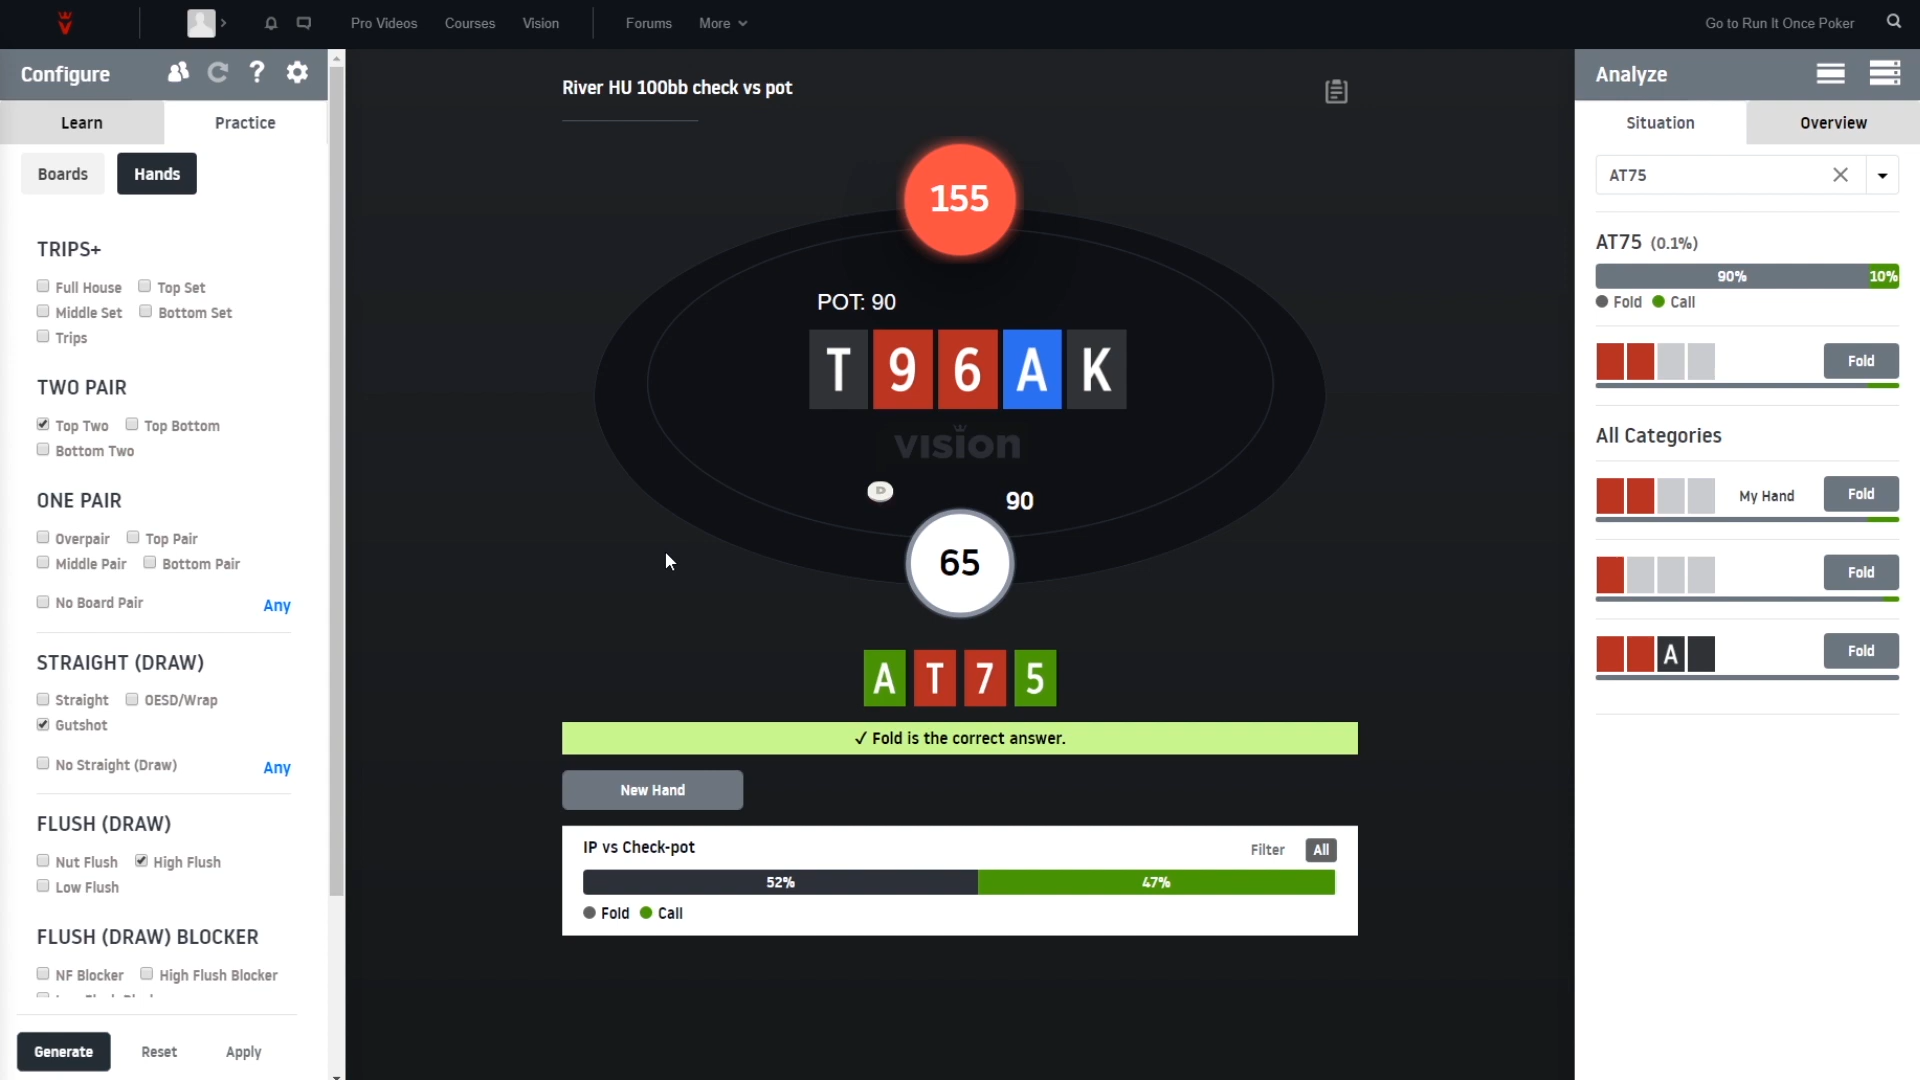 Pro Videos Courses Vision Forums More Go to Run It Once Poker
Configure
?
Learn Practice
Boards Hands
TRIPS+
Full House Top Set
Middle Set Bottom Set
Trips
TWO PAIR
Top Two Top Bottom
Bottom Two
ONE PAIR
Overpair Top Pair
Middle Pair Bottom Pair
No Board Pair Any
STRAIGHT (DRAW)
Straight OESD/Wrap
Gutshot
No Straight (Draw) Any
FLUSH (DRAW)
Nut Flush High Flush
Low Flush
FLUSH (DRAW) BLOCKER
NF Blocker High Flush Blocker
Generate Reset Apply
River HU 100bb check vs pot
155
POT: 90
T 9 6 A K
vision
D
90
65
A T 7 5
✓ Fold is the correct answer.
New Hand
IP vs Check-pot Filter All
52% 47%
Fold Call
Analyze
Situation Overview
AT75
AT75 (0.1%)
90% 10%
Fold Call
Fold
All Categories
My Hand Fold
Fold
A Fold